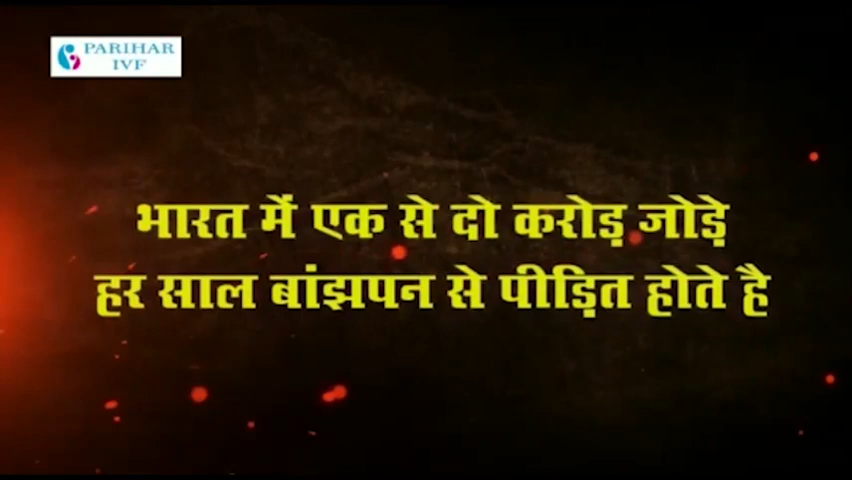 PARIHAR
IVF
भारत में एक से दो करोड़ जोड़े
हर साल बांझपन से पीड़ित होते है